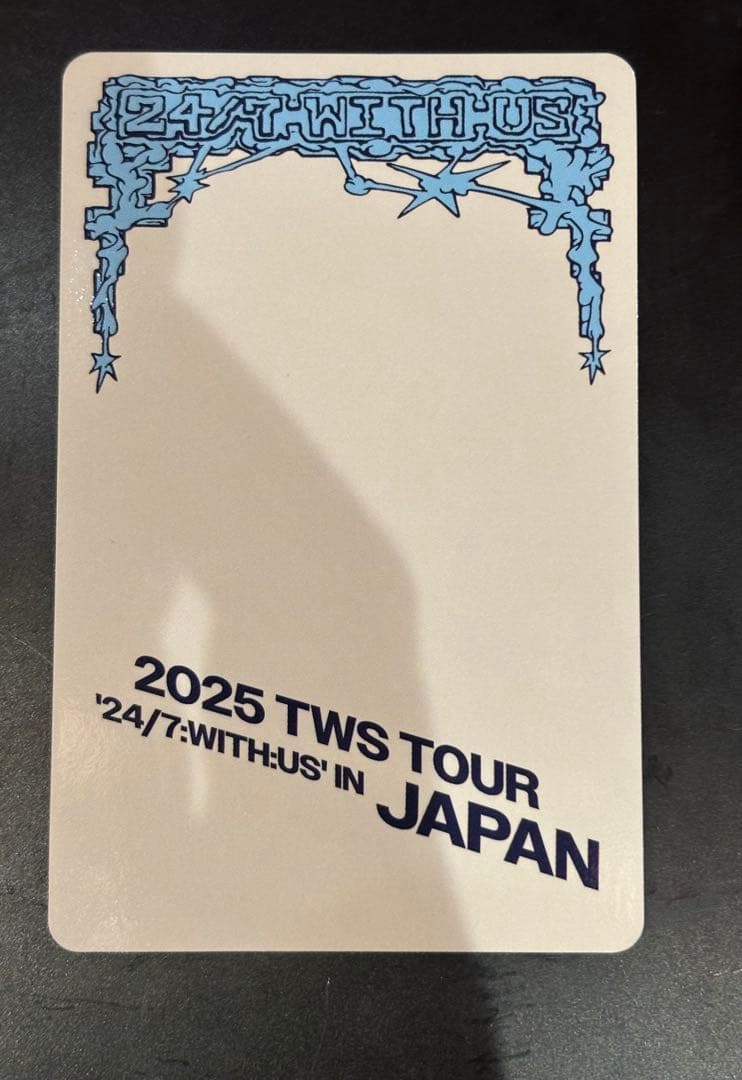 24/7:WITH:US
2025 TWS TOUR
'24/7:WITH:US' IN
JAPAN